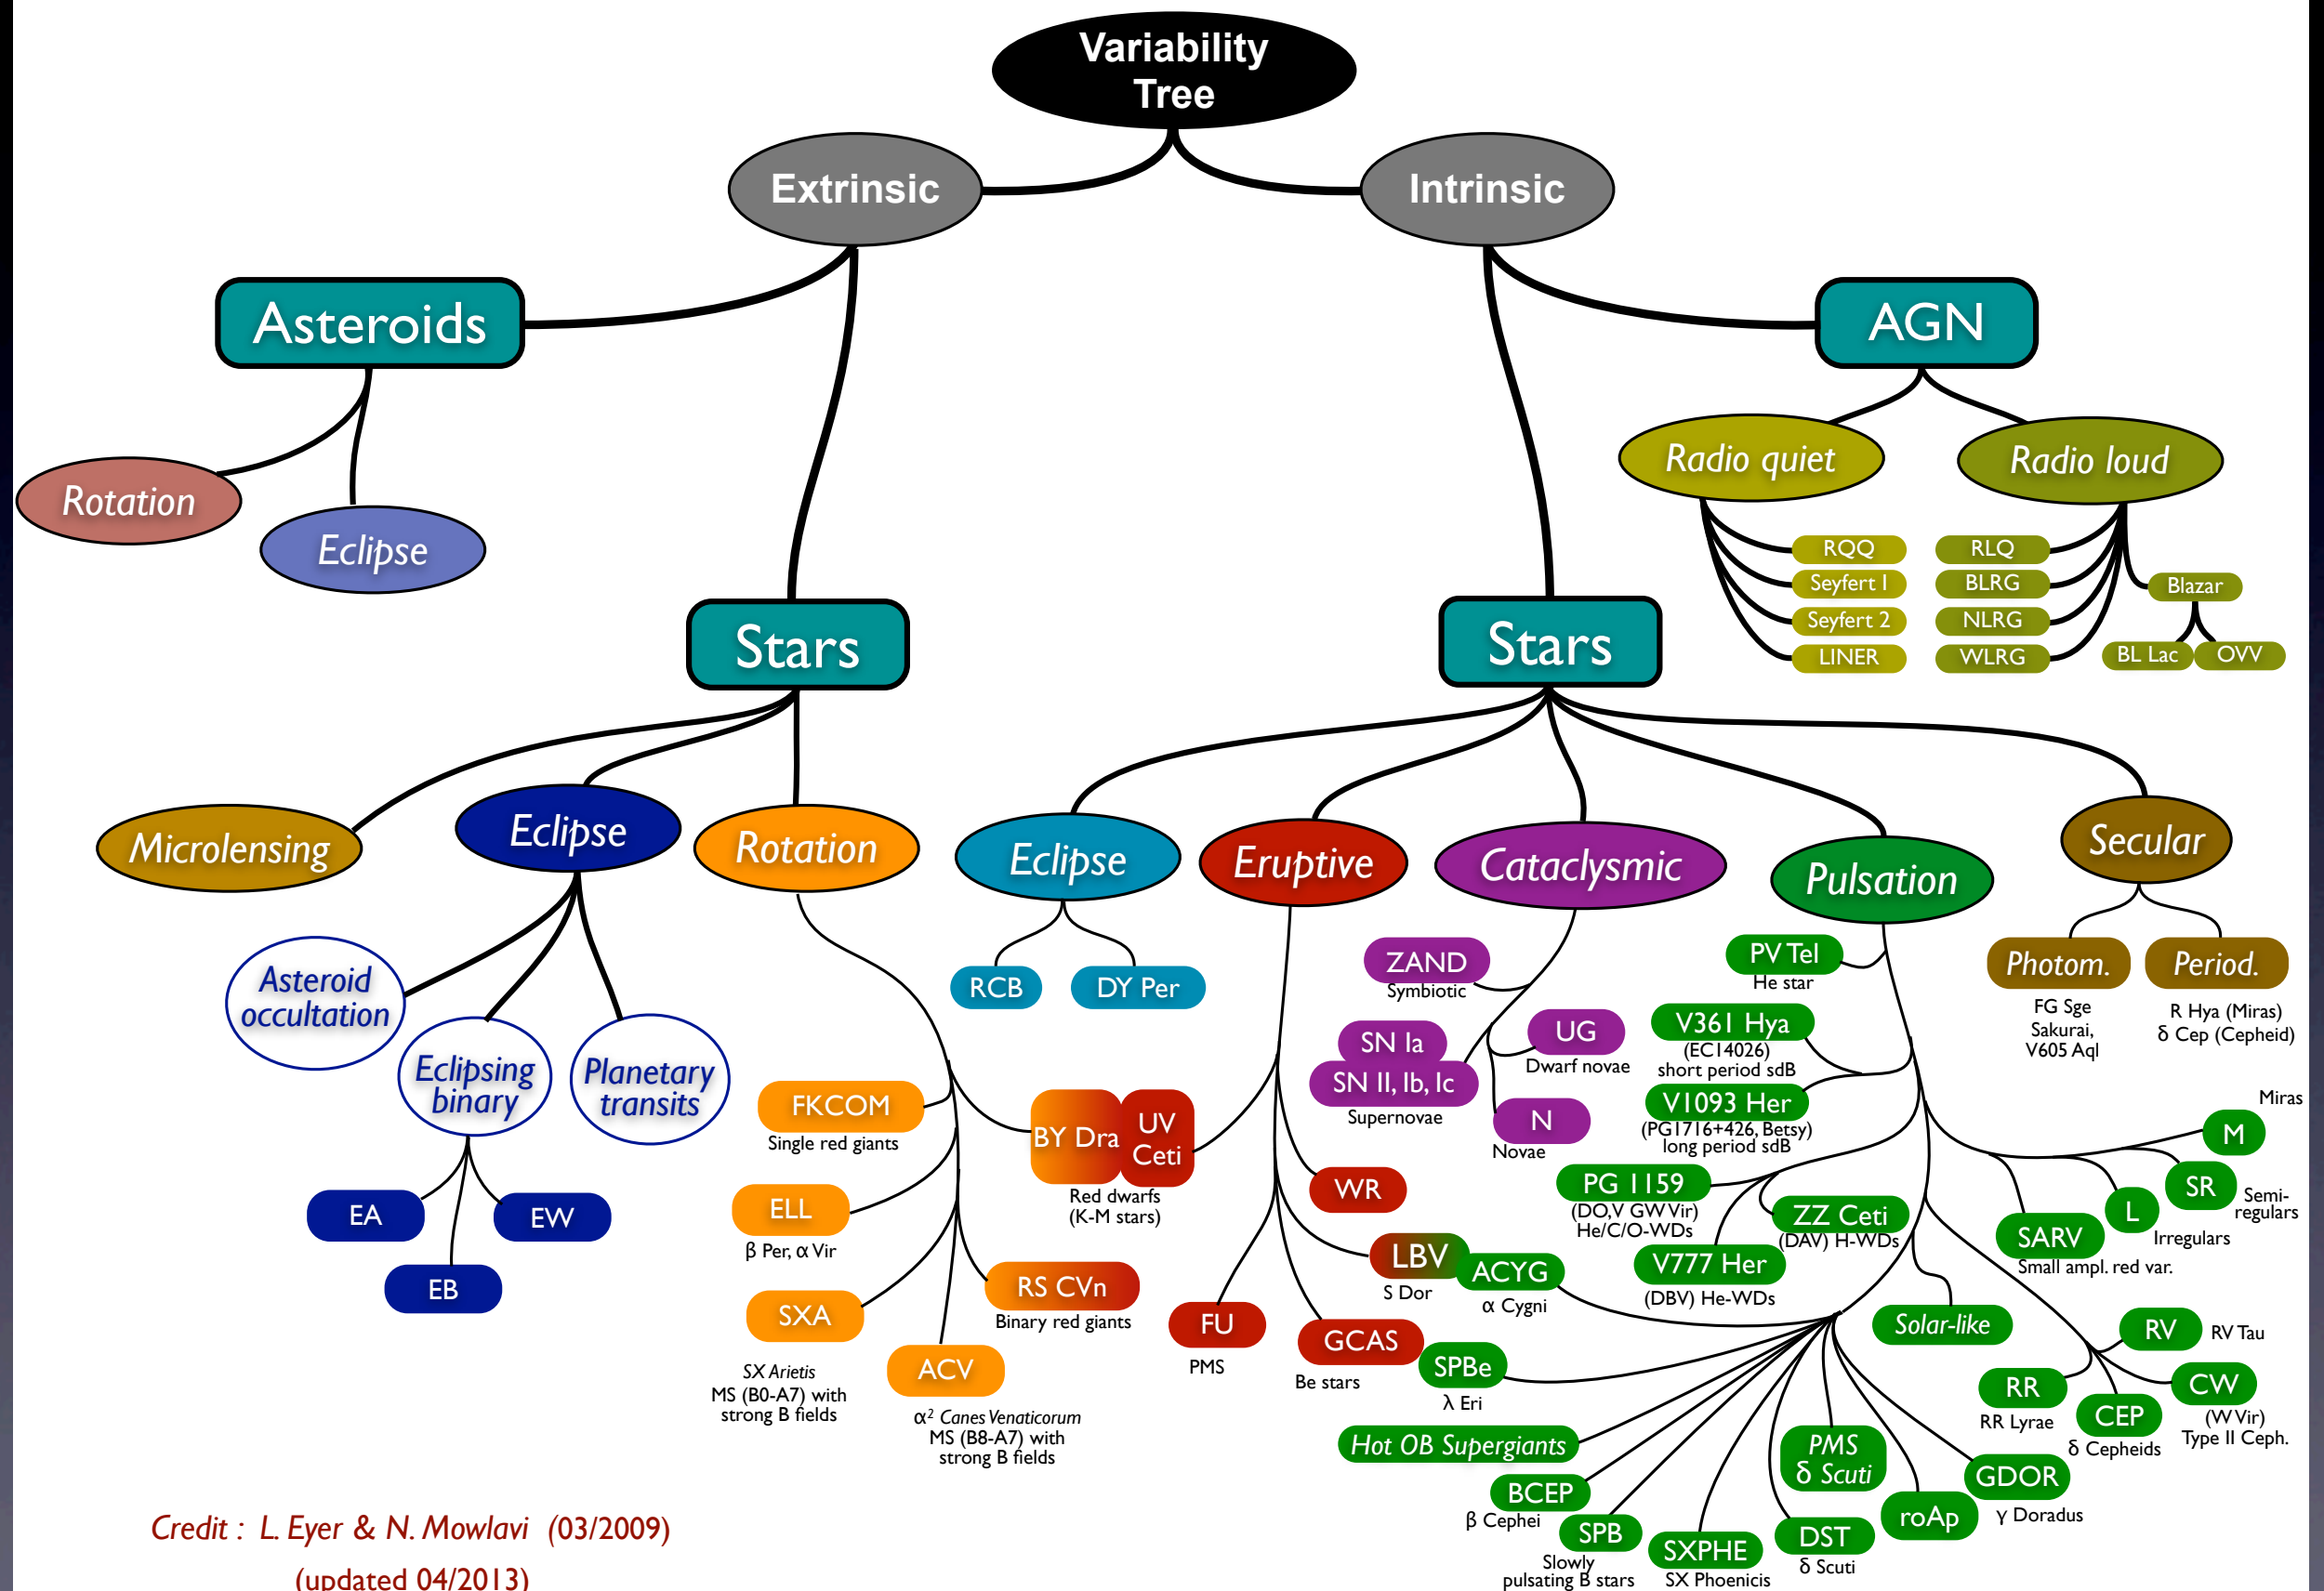 Variability
Tree
Extrinsic
Intrinsic
Asteroids
AGN
Rotation
Eclipse
Radio quiet
Radio loud
RQQ
Seyfert 1
Seyfert 2
LINER
RLQ
BLRG
NLRG
WLRG
Blazar
BL Lac
OVV
Stars
Stars
Microlensing
Eclipse
Rotation
Eclipse
Eruptive
Cataclysmic
Pulsation
Secular
Asteroid
occultation
Eclipsing
binary
Planetary
transits
EA
EB
EW
FKCOM
Single red giants
ELL
β Per, α Vir
SXA
SX Arietis
MS (B0-A7) with
strong B fields
ACV
α² Canes Venaticorum
MS (B8-A7) with
strong B fields
RS CVn
Binary red giants
BY Dra
UV
Ceti
Red dwarfs
(K-M stars)
RCB
DY Per
WR
LBV
S Dor
FU
PMS
GCAS
Be stars
ZAND
Symbiotic
SN Ia
SN II, Ib, Ic
Supernovae
UG
Dwarf novae
N
Novae
PV Tel
He star
V361 Hya
(EC14026)
short period sdB
V1093 Her
(PG1716+426, Betsy)
long period sdB
PG 1159
(DO,V GW Vir)
He/C/O-WDs
ZZ Ceti
(DAV) H-WDs
V777 Her
(DBV) He-WDs
ACYG
α Cygni
SPBe
λ Eri
Hot OB Supergiants
BCEP
β Cephei
SPB
Slowly
pulsating B stars
SXPHE
SX Phoenicis
DST
δ Scuti
PMS
δ Scuti
roAp
GDOR
γ Doradus
Solar-like
Miras
M
SR
Semi-
regulars
L
Irregulars
SARV
Small ampl. red var.
RV
RV Tau
RR
RR Lyrae
CW
(W Vir)
Type II Ceph.
CEP
δ Cepheids
Photom.
FG Sge
Sakurai,
V605 Aql
Period.
R Hya (Miras)
δ Cep (Cepheid)
Credit : L. Eyer & N. Mowlavi (03/2009)
(updated 04/2013)